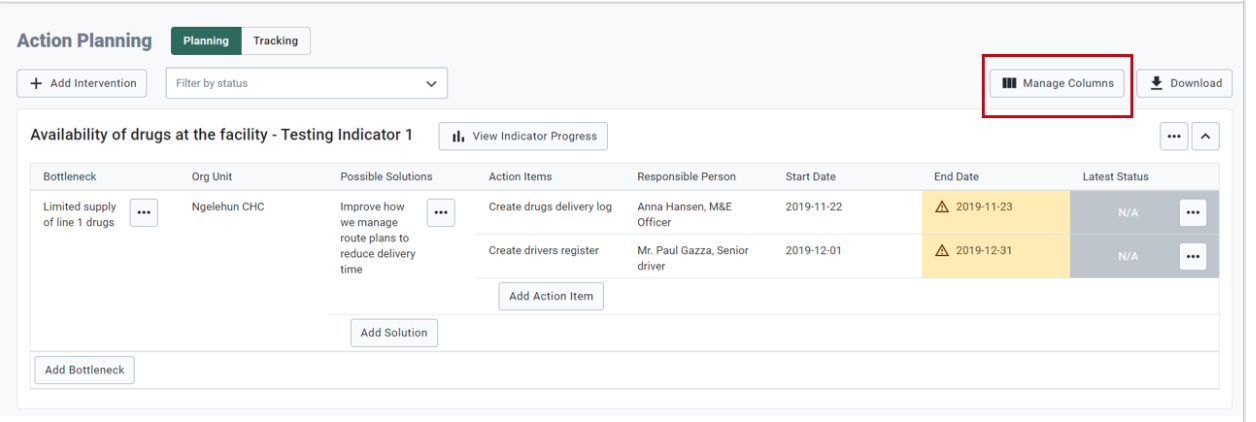 Action Planning Planning Tracking
+ Add Intervention Filter by status Manage Columns Download
Availability of drugs at the facility - Testing Indicator 1 View Indicator Progress
Bottleneck Org Unit Possible Solutions Action Items Responsible Person Start Date End Date Latest Status
Limited supply
of line 1 drugs
Ngelehun CHC
Improve how
we manage
route plans to
reduce delivery
time
Create drugs delivery log
Anna Hansen, M&E
Officer
2019-11-22
2019-11-23
N/A
Create drivers register
Mr. Paul Gazza, Senior
driver
2019-12-01
2019-12-31
N/A
Add Action Item
Add Solution
Add Bottleneck